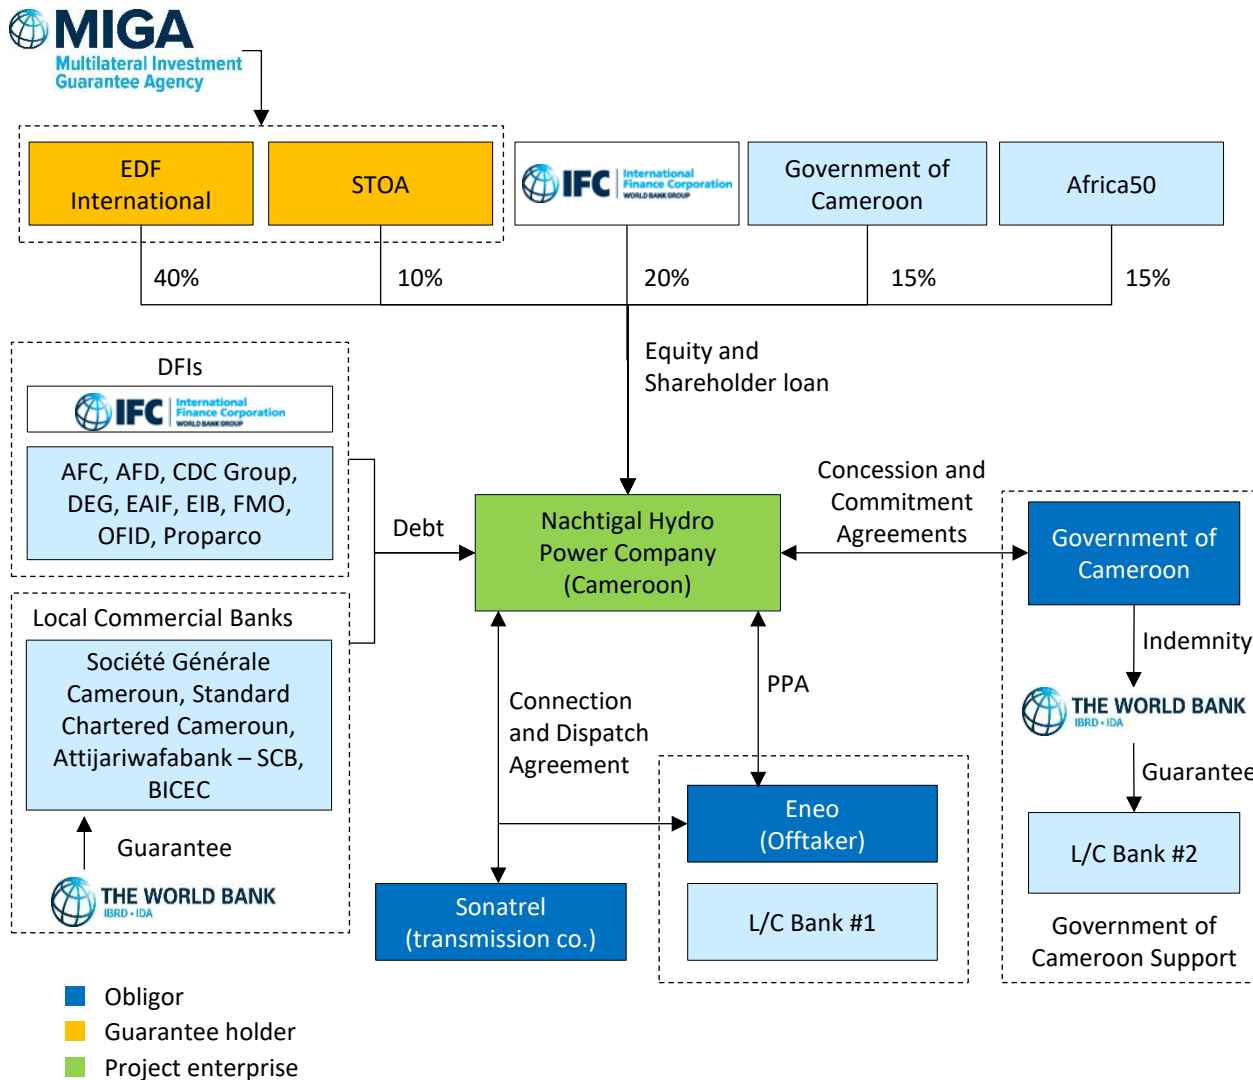 MIGA
Multilateral Investment
Guarantee Agency
EDF
International
STOA
IFC
International
Finance Corporation
WORLD BANK GROUP
Government of
Cameroon
Africa50
40%
10%
20%
15%
15%
Equity and
Shareholder loan
DFIs
IFC
International
Finance Corporation
WORLD BANK GROUP
AFC, AFD, CDC Group,
DEG, EAIF, EIB, FMO,
OFID, Proparco
Debt
Local Commercial Banks
Société Générale
Cameroun, Standard
Chartered Cameroun,
Attijariwafabank – SCB,
BICEC
Guarantee
THE WORLD BANK
IBRD • IDA
Nachtigal Hydro
Power Company
(Cameroon)
Concession and
Commitment
Agreements
Government of
Cameroon
Indemnity
THE WORLD BANK
IBRD • IDA
Guarantee
L/C Bank #2
Government of
Cameroon Support
Connection
and Dispatch
Agreement
PPA
Eneo
(Offtaker)
L/C Bank #1
Sonatrel
(transmission co.)
Obligor
Guarantee holder
Project enterprise